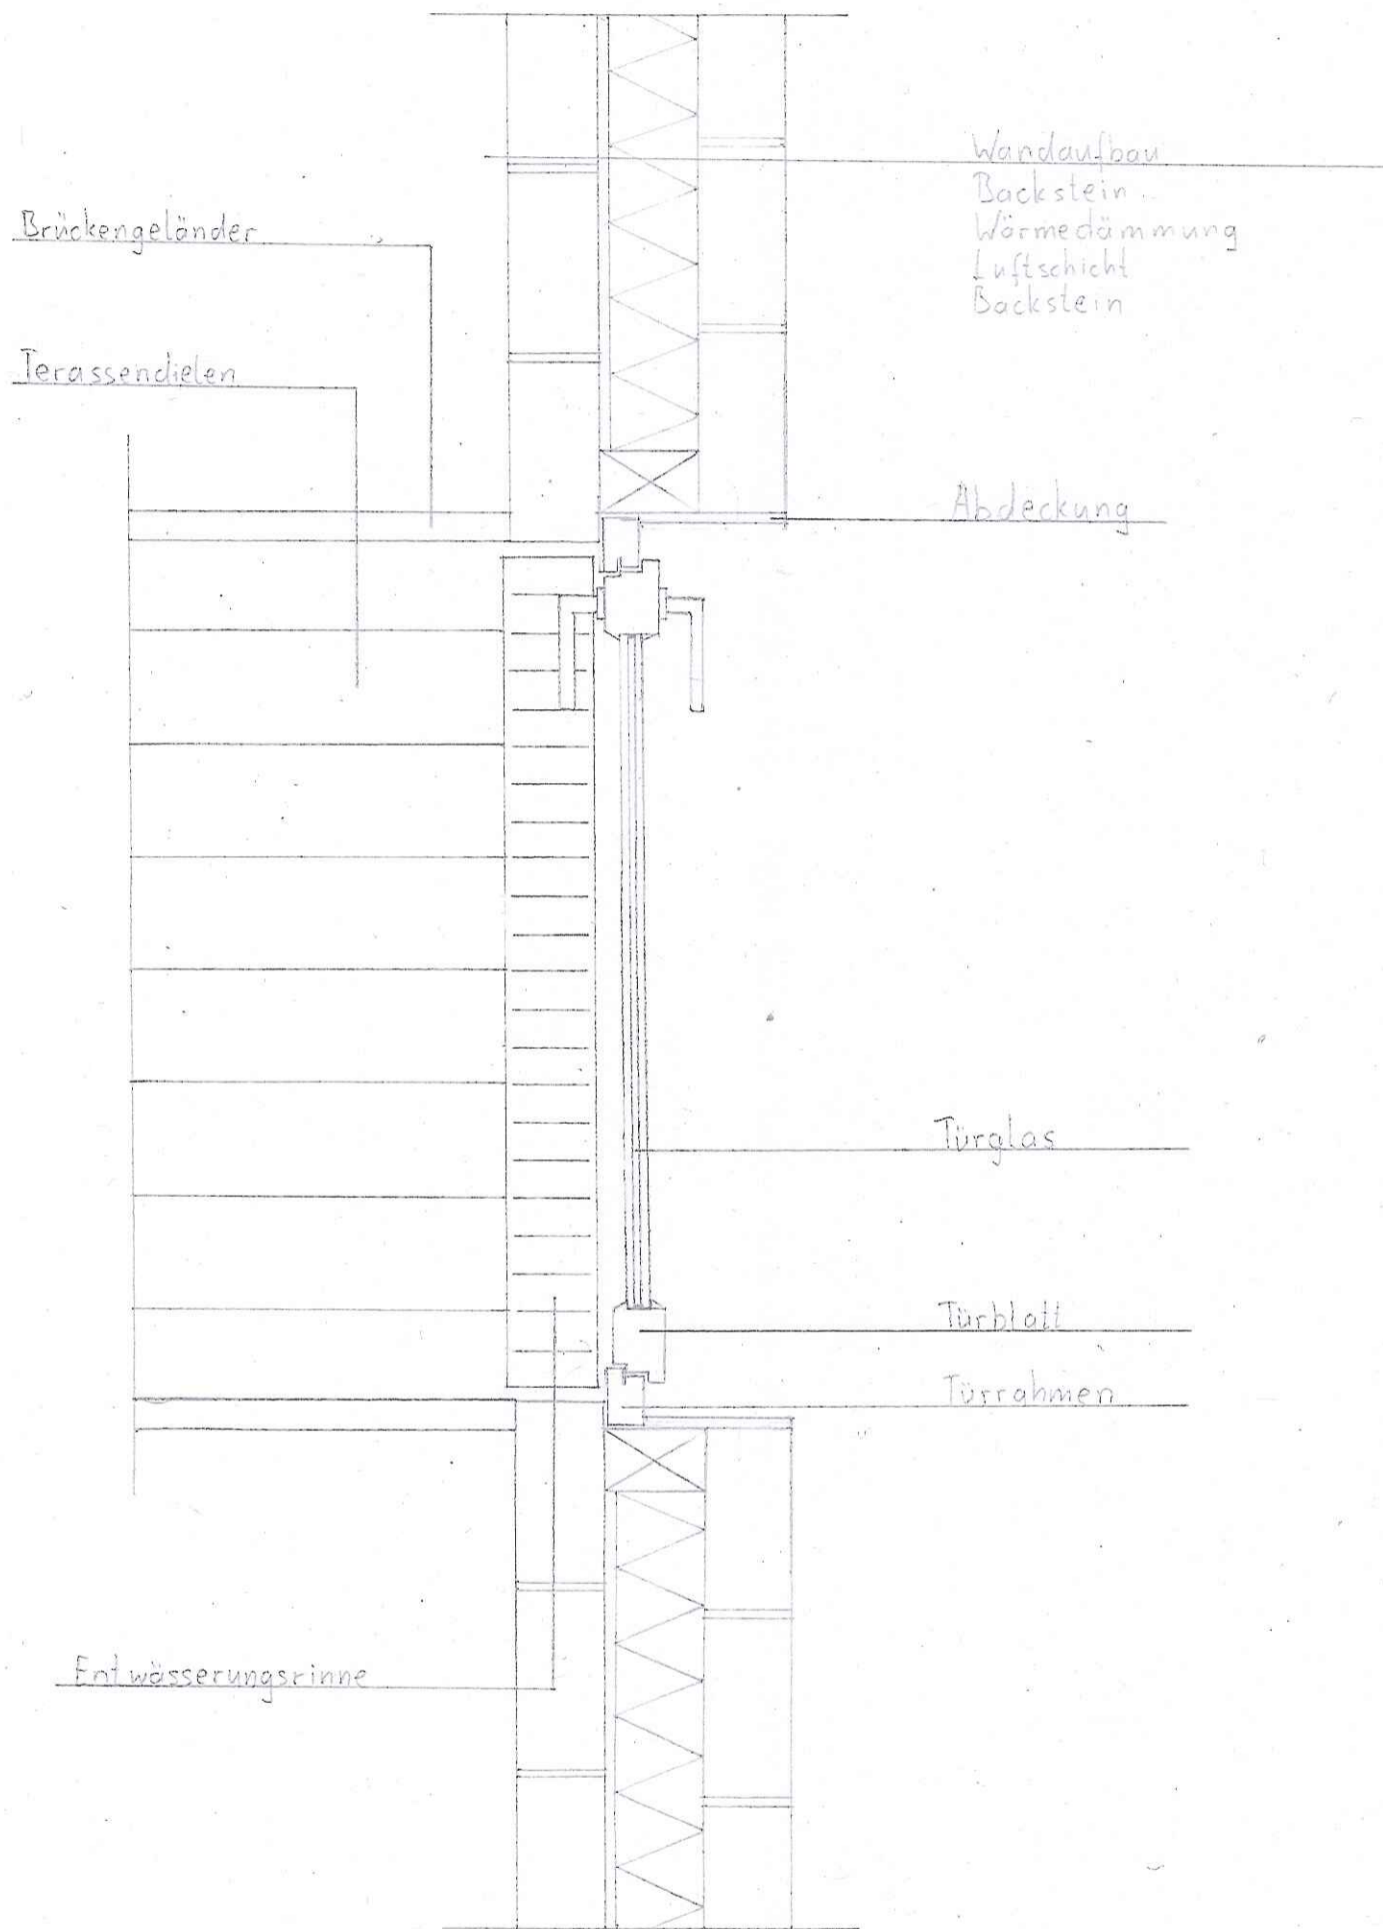 Wandaufbau
Backstein
Wärmedämmung
Luftschicht
Backstein
Brückengeländer
Terassendielen
Abdeckung
Türglas
Türblatt
Türrahmen
Entwässerungsrinne